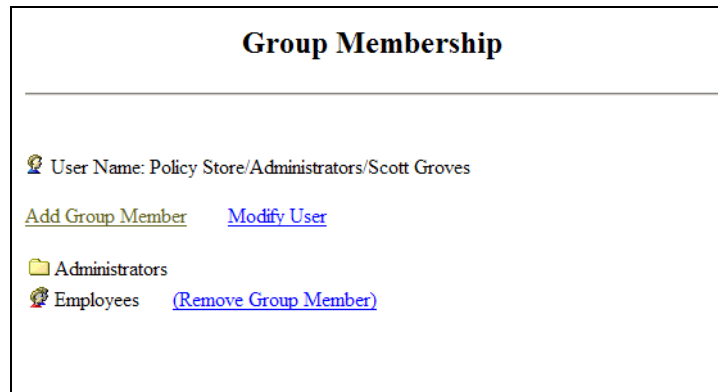 Group Membership
User Name: Policy Store/Administrators/Scott Groves
Add Group Member Modify User
Administrators
Employees (Remove Group Member)